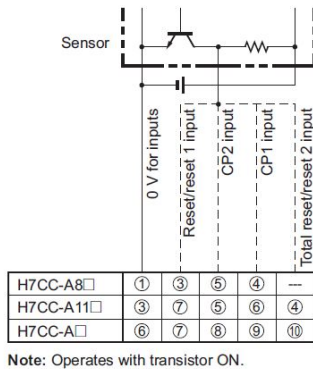 Sensor
0 V for inputs
Reset/reset 1 input
CP2 input
CP1 input
Total reset/reset 2 input
H7CC-A8□ ① ③ ⑤ ④ ---
H7CC-A11□ ③ ⑦ ⑤ ⑥ ④
H7CC-A□ ⑥ ⑦ ⑧ ⑨ ⑩
Note: Operates with transistor ON.